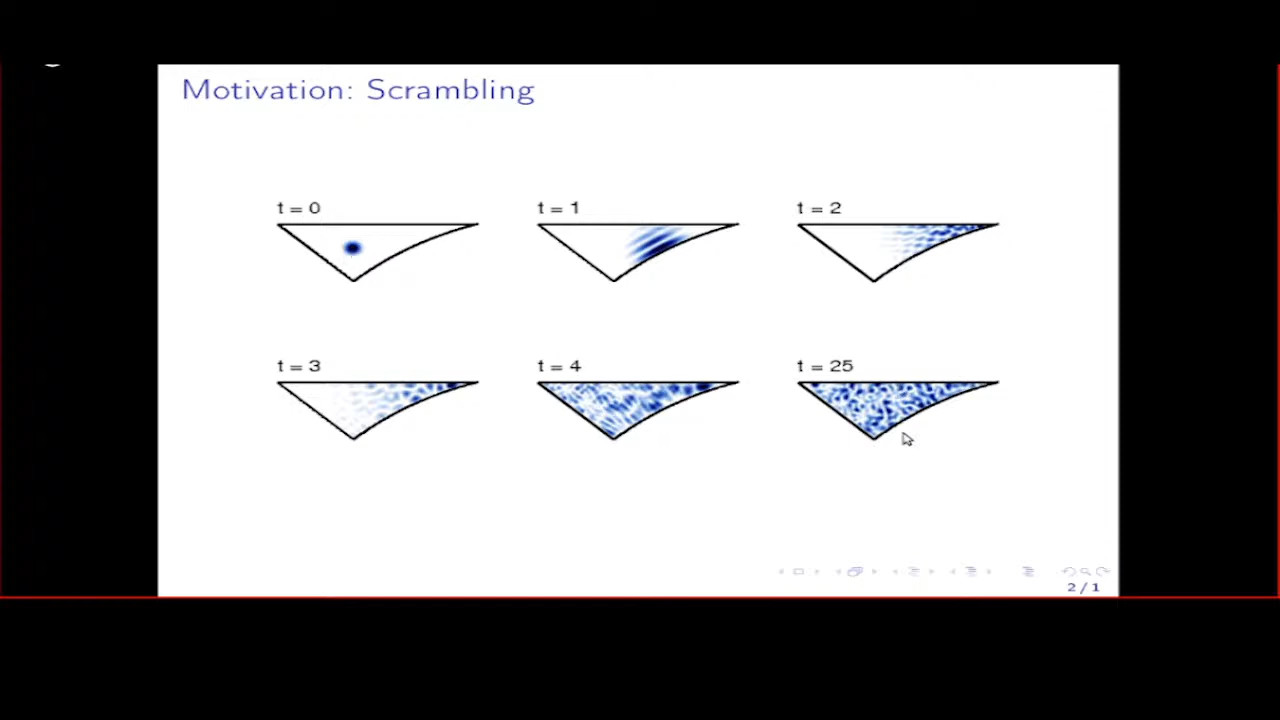 Motivation: Scrambling
t = 0
t = 1
t = 2
t = 3
t = 4
t = 25
2 / 1